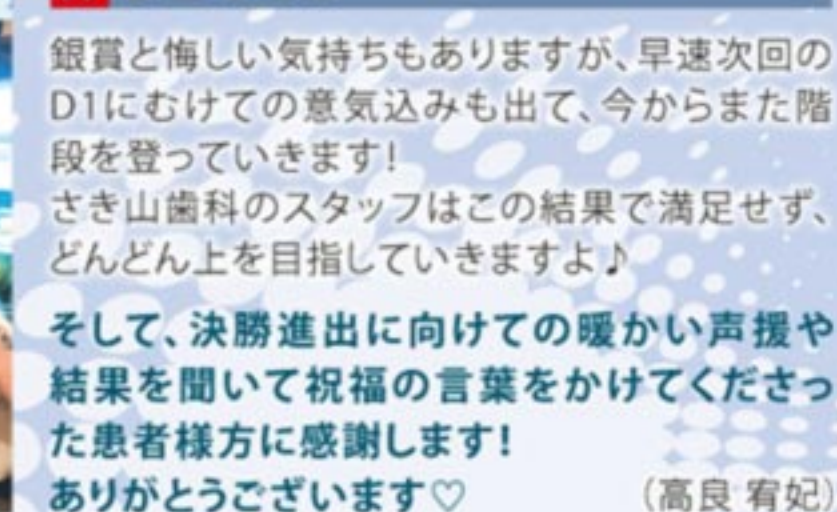 銀賞と悔しい気持ちもありますが、早速次回の
D1にむけての意気込みも出て、今からまた階
段を登っていきます!
さき山歯科のスタッフはこの結果で満足せず、
どんどん上を目指していきますよ♪
そして、決勝進出に向けての暖かい声援や
結果を聞いて祝福の言葉をかけてくださっ
た患者様方に感謝します!
ありがとうございます♡
(高良 宥妃)